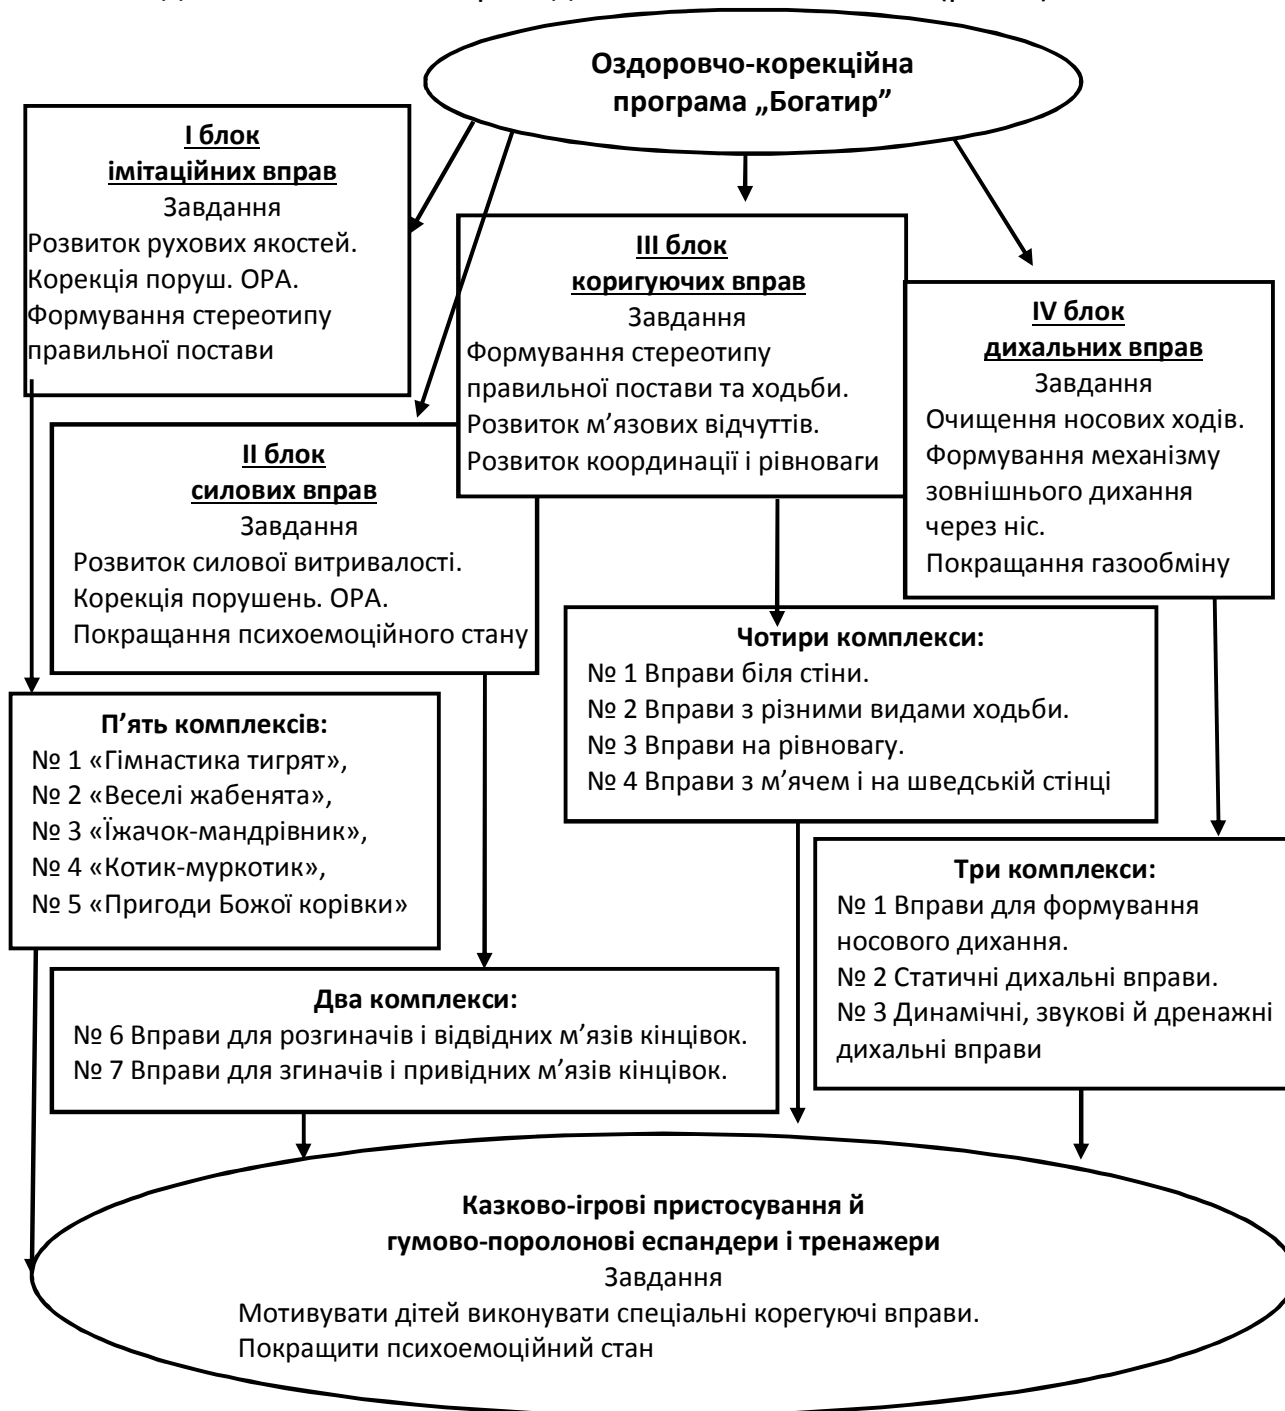 Оздоровчо-корекційна
програма „Богатир”
І блок
імітаційних вправ
Завдання
Розвиток рухових якостей.
Корекція поруш. ОРА.
Формування стереотипу
правильної постави
ІІ блок
силових вправ
Завдання
Розвиток силової витривалості.
Корекція порушень. ОРА.
Покращання психоемоційного стану
ІІІ блок
коригуючих вправ
Завдання
Формування стереотипу
правильної постави та ходьби.
Розвиток м’язових відчуттів.
Розвиток координації і рівноваги
IV блок
дихальних вправ
Завдання
Очищення носових ходів.
Формування механізму
зовнішнього дихання
через ніс.
Покращання газообміну
П’ять комплексів:
№ 1 «Гімнастика тигрят»,
№ 2 «Веселі жабенята»,
№ 3 «Їжачок-мандрівник»,
№ 4 «Котик-муркотик»,
№ 5 «Пригоди Божої корівки»
Два комплекси:
№ 6 Вправи для розгиначів і відвідних м’язів кінцівок.
№ 7 Вправи для згиначів і привідних м’язів кінцівок.
Чотири комплекси:
№ 1 Вправи біля стіни.
№ 2 Вправи з різними видами ходьби.
№ 3 Вправи на рівновагу.
№ 4 Вправи з м’ячем і на шведській стінці
Три комплекси:
№ 1 Вправи для формування
носового дихання.
№ 2 Статичні дихальні вправи.
№ 3 Динамічні, звукові й дренажні
дихальні вправи
Казково-ігрові пристосування й
гумово-поролонові еспандери і тренажери
Завдання
Мотивувати дітей виконувати спеціальні корегуючі вправи.
Покращити психоемоційний стан